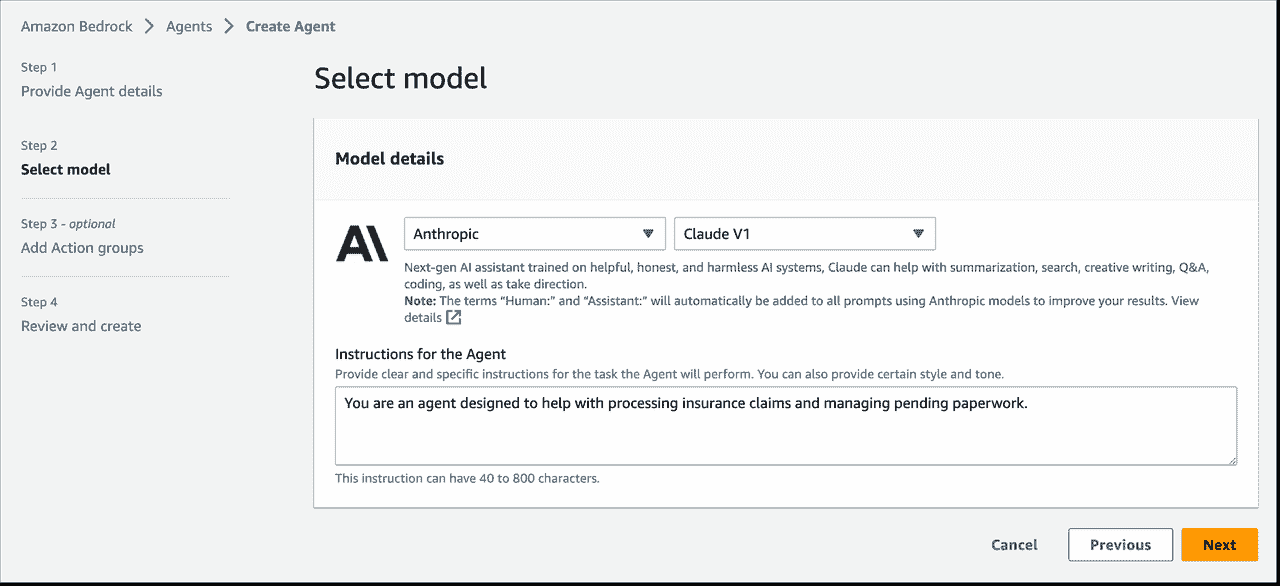 Amazon Bedrock > Agents > Create Agent
Step 1
Provide Agent details
Step 2
Select model
Step 3 - optional
Add Action groups
Step 4
Review and create
Select model
Model details
AI
Anthropic
Claude V1
Next-gen AI assistant trained on helpful, honest, and harmless AI systems, Claude can help with summarization, search, creative writing, Q&A,
coding, as well as take direction.
Note: The terms “Human:” and “Assistant:” will automatically be added to all prompts using Anthropic models to improve your results. View
details
Instructions for the Agent
Provide clear and specific instructions for the task the Agent will perform. You can also provide certain style and tone.
You are an agent designed to help with processing insurance claims and managing pending paperwork.
This instruction can have 40 to 800 characters.
Cancel
Previous
Next